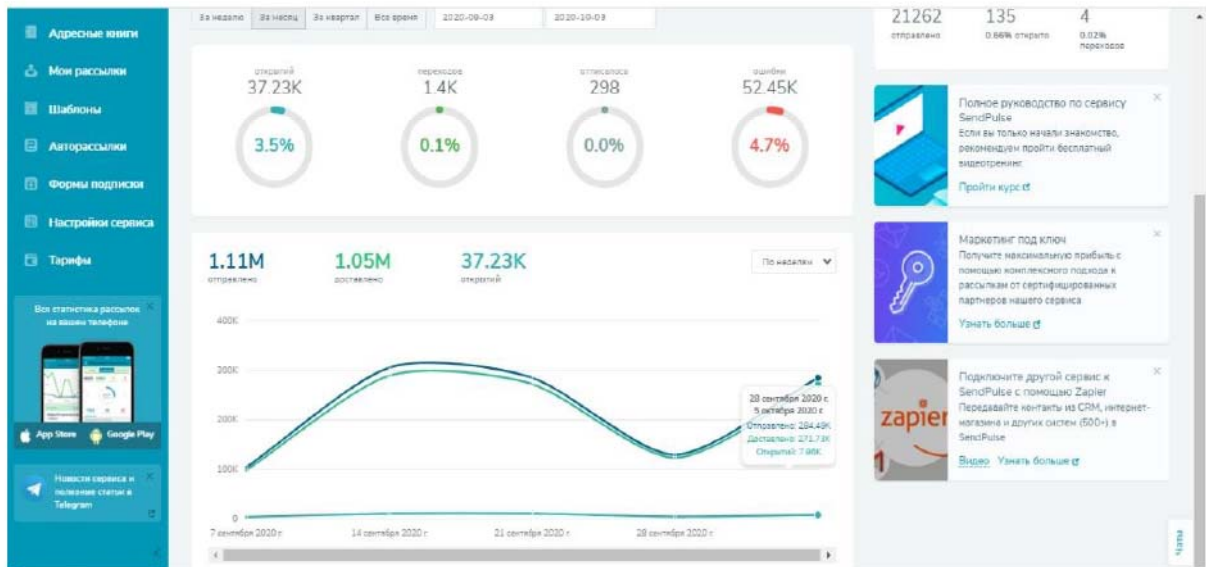 Адресные книги
Мои рассылки
Шаблоны
Авторассылки
Формы подписки
Настройки сервиса
Тарифы
Вся статистика рассылок
на вашем телефоне
App Store
Google Play
Новости сервиса и
полезные статьи в
Telegram
За неделю За месяц За квартал Все время 2020-09-03 2020-10-03
открытий
37.23K
3.5%
переходов
1.4K
0.1%
отписалось
298
0.0%
ошибки
52.45K
4.7%
1.11M
отправлено
1.05M
доставлено
37.23K
открытий
По неделям
400K
300K
200K
100K
0
28 сентября 2020 г.
5 октября 2020 г.
Отправлено: 284.49K
Доставлено: 271.73K
Открытий: 7.96K
7 сентября 2020 г.
14 сентября 2020 г.
21 сентября 2020 г.
28 сентября 2020 г.
21262
отправлено
135
0.66% открыто
4
0.02%
переходов
Полное руководство по сервису
SendPulse
Если вы только начали знакомство,
рекомендуем пройти бесплатный
видеотренинг
Пройти курс
Маркетинг под ключ
Получите максимальную прибыль с
помощью комплексного подхода к
рассылкам от сертифицированных
партнеров нашего сервиса
Узнать больше
zapier
Подключите другой сервис к
SendPulse с помощью Zapier
Передавайте контакты из CRM, интернет-
магазина и других систем (500+) в
SendPulse
Видео Узнать больше
Чаты